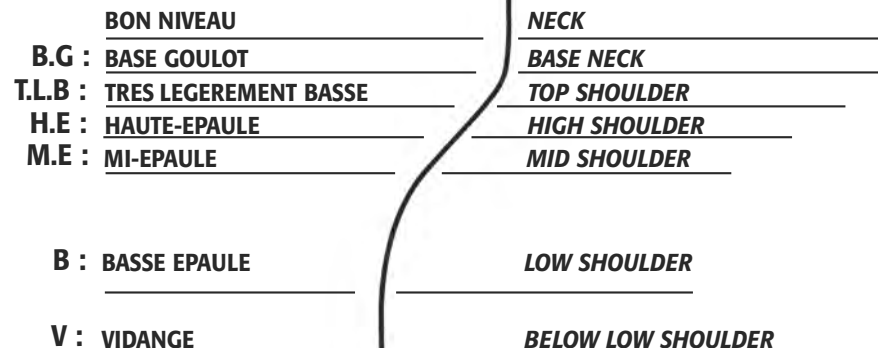 BON NIVEAU NECK
B.G : BASE GOULOT BASE NECK
T.L.B : TRES LEGEREMENT BASSE TOP SHOULDER
H.E : HAUTE-EPAULE HIGH SHOULDER
M.E : MI-EPAULE MID SHOULDER
B : BASSE EPAULE LOW SHOULDER
V : VIDANGE BELOW LOW SHOULDER